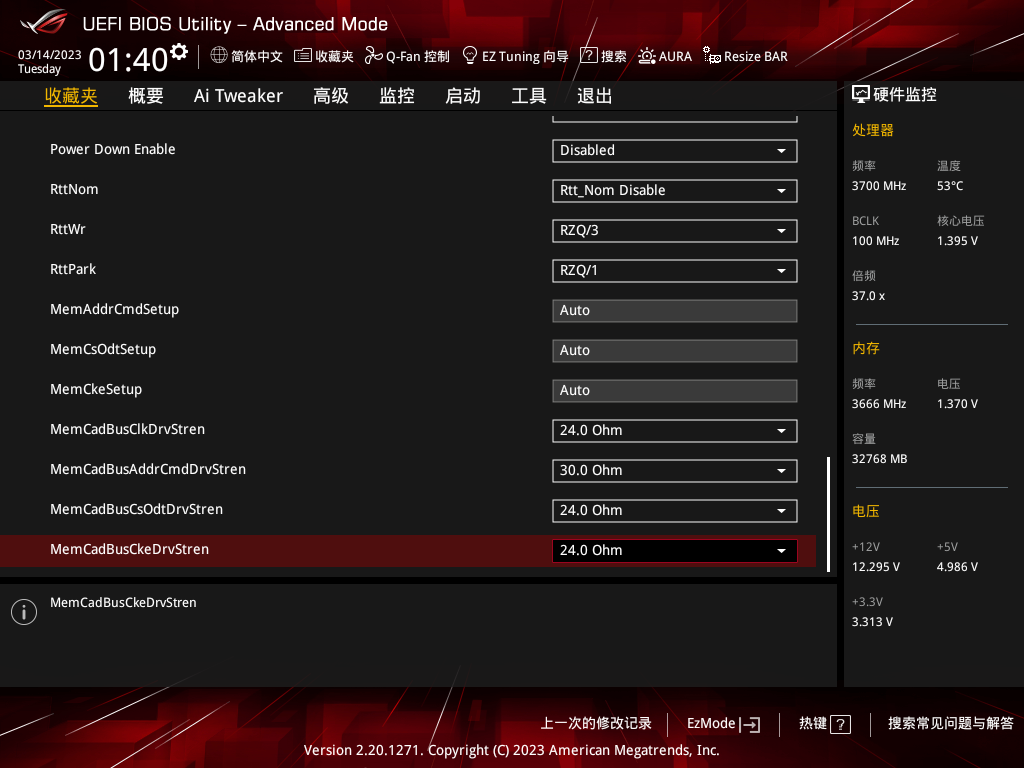 UEFI BIOS Utility – Advanced Mode
03/14/2023 Tuesday 01:40 简体中文 收藏夹 Q-Fan 控制 EZ Tuning 向导 ? 搜索 AURA Resize BAR
收藏夹 概要 Ai Tweaker 高级 监控 启动 工具 退出
Power Down Enable Disabled
RttNom Rtt_Nom Disable
RttWr RZQ/3
RttPark RZQ/1
MemAddrCmdSetup Auto
MemCsOdtSetup Auto
MemCkeSetup Auto
MemCadBusClkDrvStren 24.0 Ohm
MemCadBusAddrCmdDrvStren 30.0 Ohm
MemCadBusCsOdtDrvStren 24.0 Ohm
MemCadBusCkeDrvStren 24.0 Ohm
MemCadBusCkeDrvStren
硬件监控
处理器
频率 温度
3700 MHz 53°C
BCLK 核心电压
100 MHz 1.395 V
倍频
37.0 x
内存
频率 电压
3666 MHz 1.370 V
容量
32768 MB
电压
+12V +5V
12.295 V 4.986 V
+3.3V
3.313 V
上一次的修改记录 EzMode 热键 ? 搜索常见问题与解答
Version 2.20.1271. Copyright (C) 2023 American Megatrends, Inc.